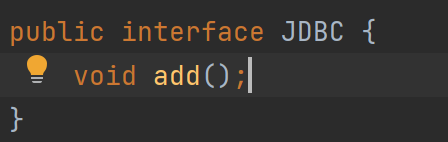 public interface JDBC {
void add();
}